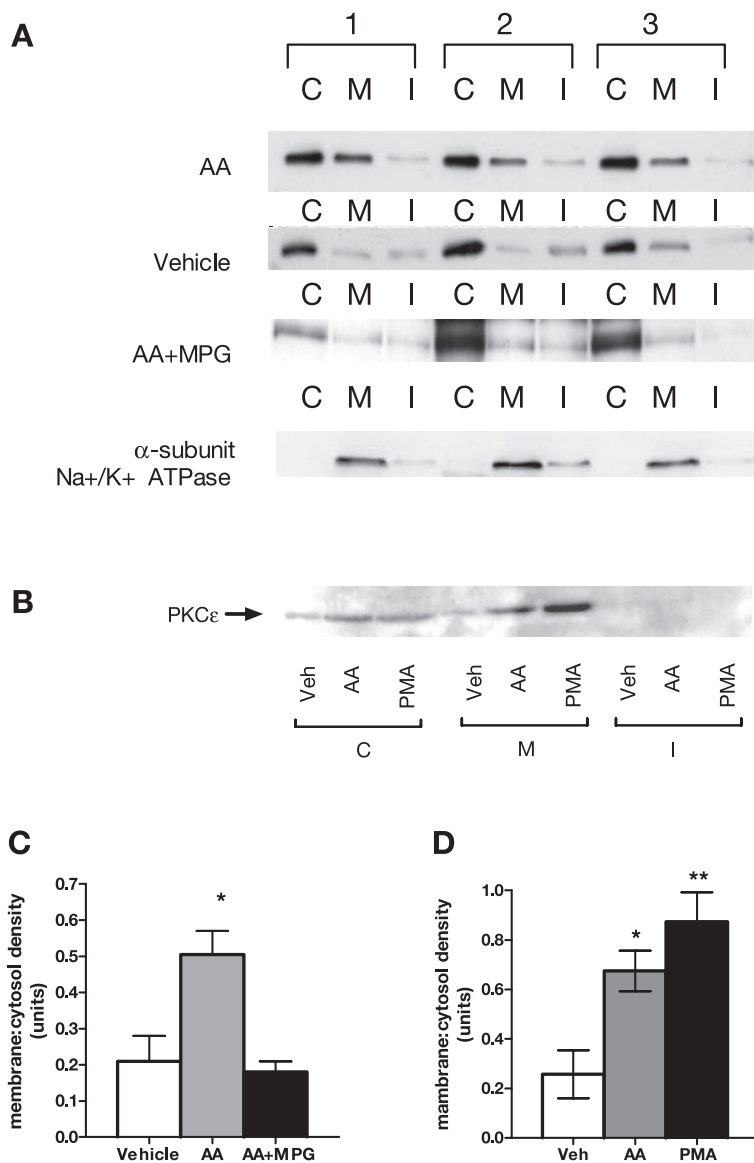 A
1 2 3
C M I C M I C M I
AA
C M I C M I C M I
Vehicle
C M I C M I C M I
AA+MPG
C M I C M I C M I
α-subunit
Na+/K+ ATPase
B
PKCε
Veh AA PMA Veh AA PMA Veh AA PMA
C M I
C
membrane:cytosol density
(units)
0.7
0.6
0.5
0.4
0.3
0.2
0.1
0.0
*
Vehicle AA AA+MPG
D
mambrane:cytosol density
(units)
1.0
0.8
0.6
0.4
0.2
0.0
*
**
Veh AA PMA